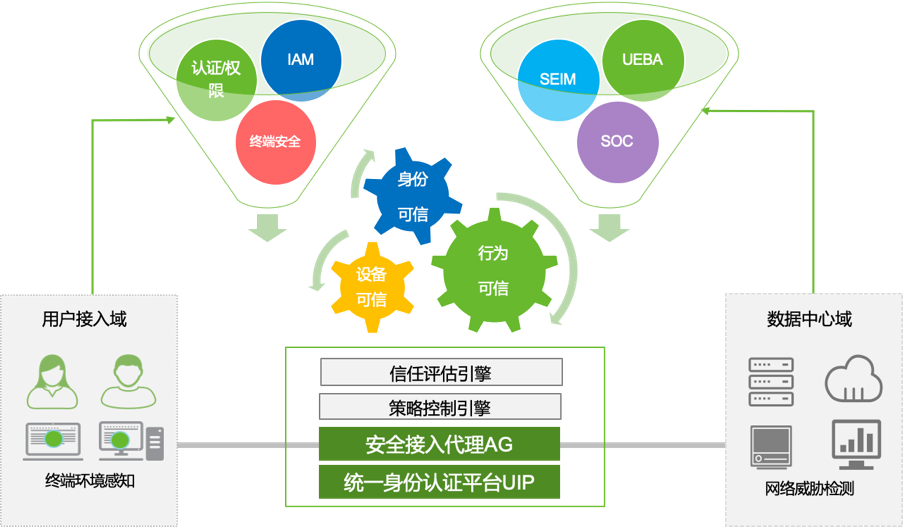 认证/权
限
IAM
终端安全
SEIM
UEBA
SOC
身份
可信
行为
可信
设备
可信
用户接入域
终端环境感知
信任评估引擎
策略控制引擎
安全接入代理AG
统一身份认证平台UIP
数据中心域
网络威胁检测